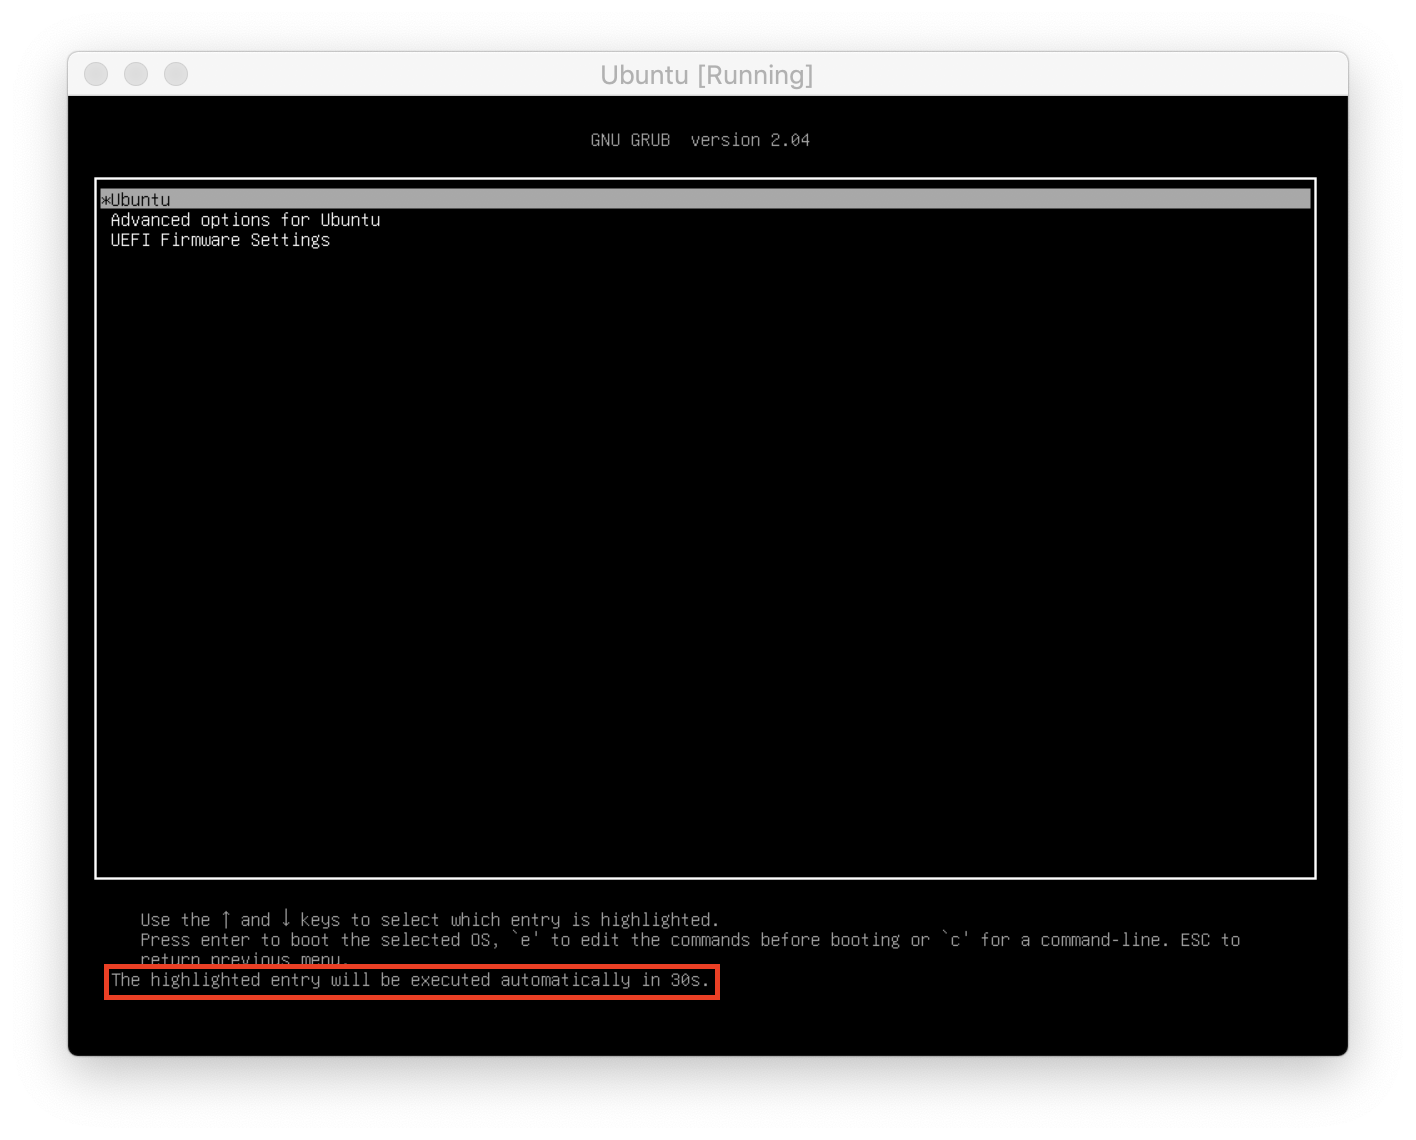 Ubuntu [Running]
GNU GRUB  version 2.04
*Ubuntu
Advanced options for Ubuntu
UEFI Firmware Settings
Use the ↑ and ↓ keys to select which entry is highlighted.
Press enter to boot the selected OS, `e' to edit the commands before booting or `c' for a command-line. ESC to
return previous menu.
The highlighted entry will be executed automatically in 30s.